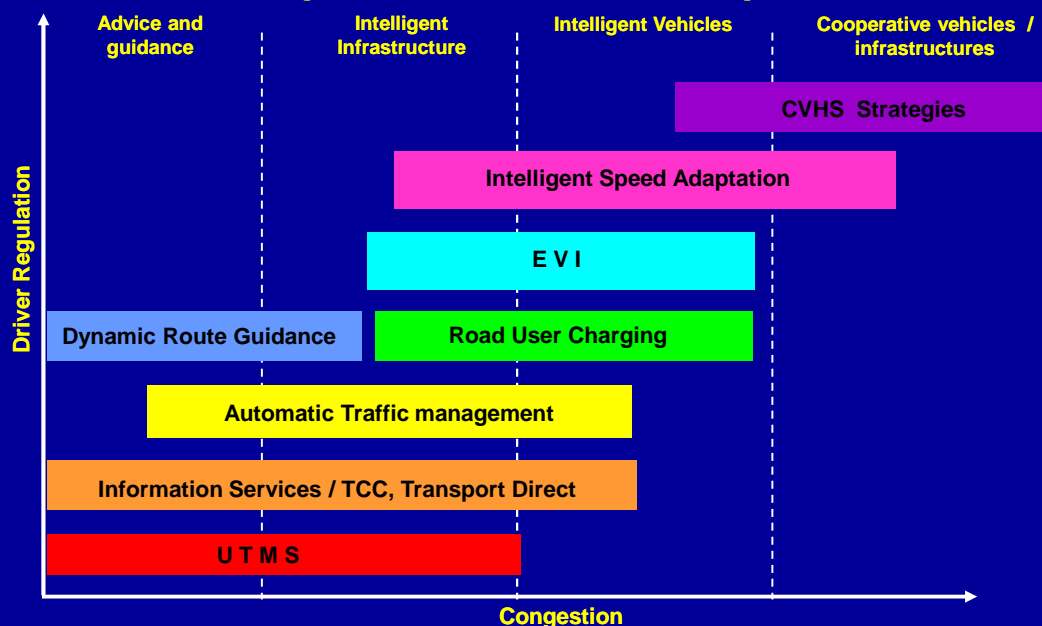 Advice and
guidance
Intelligent
Infrastructure
Intelligent Vehicles
Cooperative vehicles /
infrastructures
CVHS Strategies
Intelligent Speed Adaptation
E V I
Dynamic Route Guidance
Road User Charging
Automatic Traffic management
Information Services / TCC, Transport Direct
U T M S
Driver Regulation
Congestion